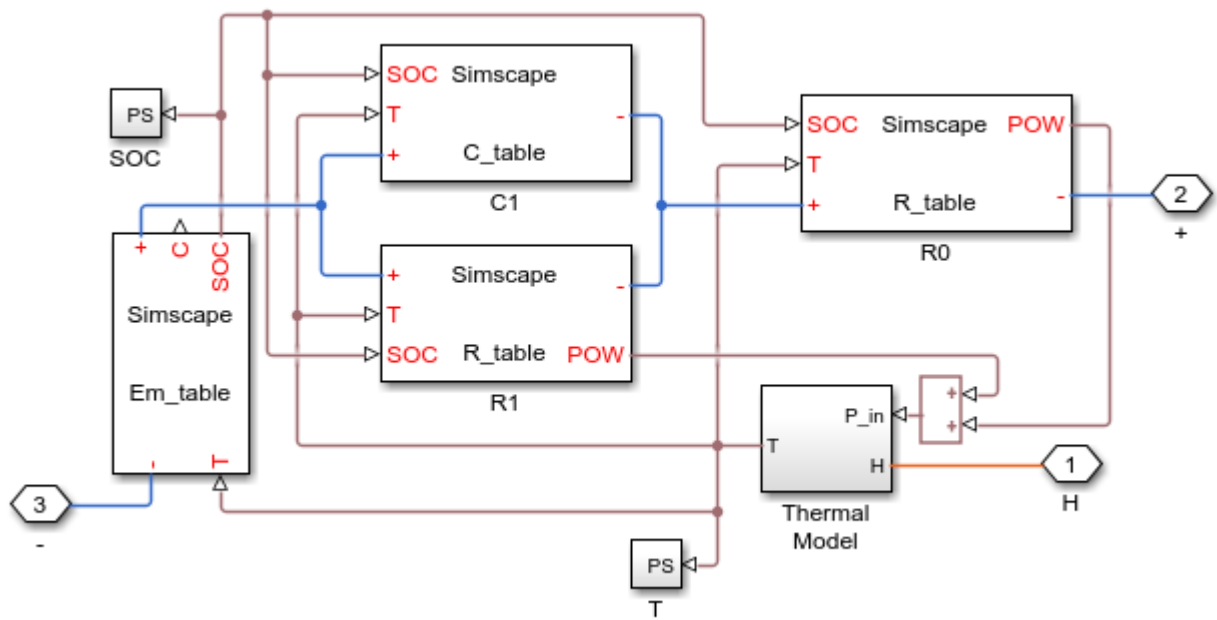 SOC Simscape
T
C_table
+
-
C1
PS
SOC
SOC Simscape POW
T
R_table
+
-
R0
2
+
+ C SOC
Simscape
Em_table
- T
+ Simscape
-
T
SOC R_table POW
R1
+
+
P_in
T
H
Thermal
Model
1
H
3
-
PS
T